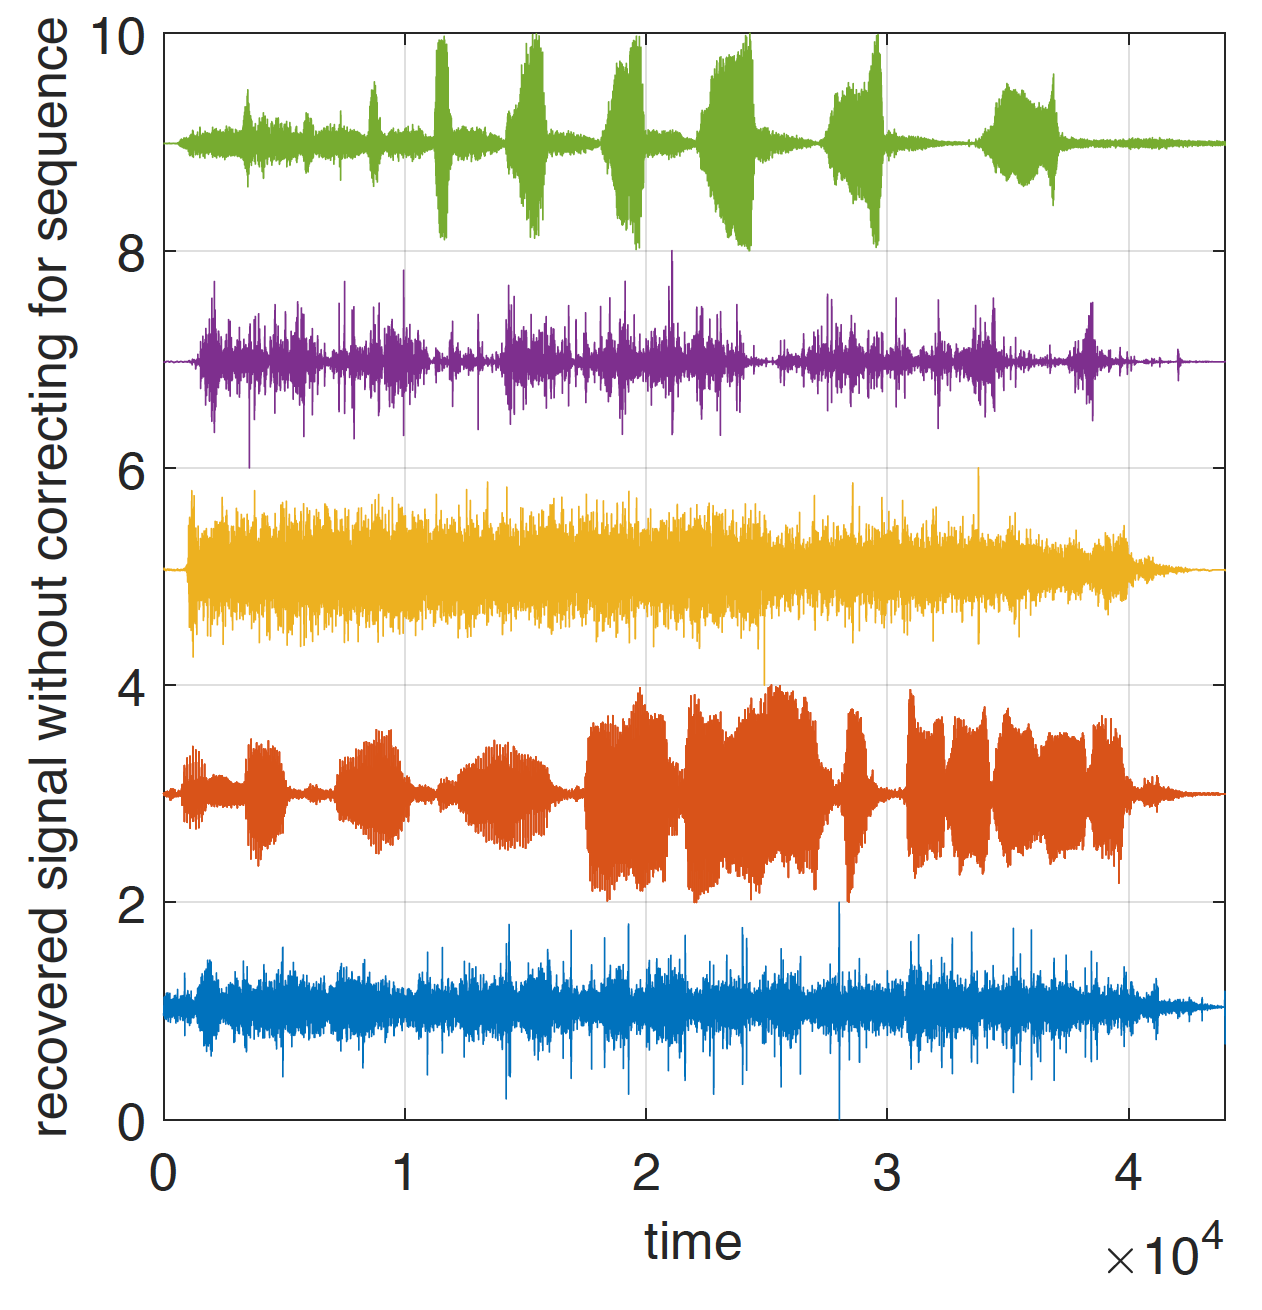 recovered signal without correcting for sequence
10
8
6
4
2
0
0 1 2 3 4
time
×10⁴